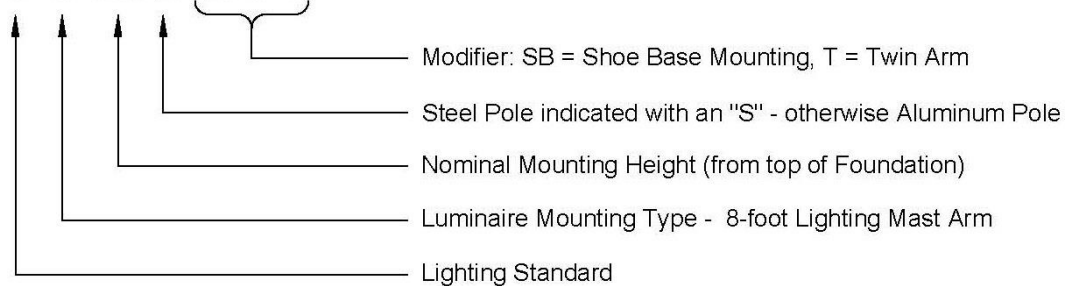 Modifier: SB = Shoe Base Mounting, T = Twin Arm
Steel Pole indicated with an "S" - otherwise Aluminum Pole
Nominal Mounting Height (from top of Foundation)
Luminaire Mounting Type - 8-foot Lighting Mast Arm
Lighting Standard